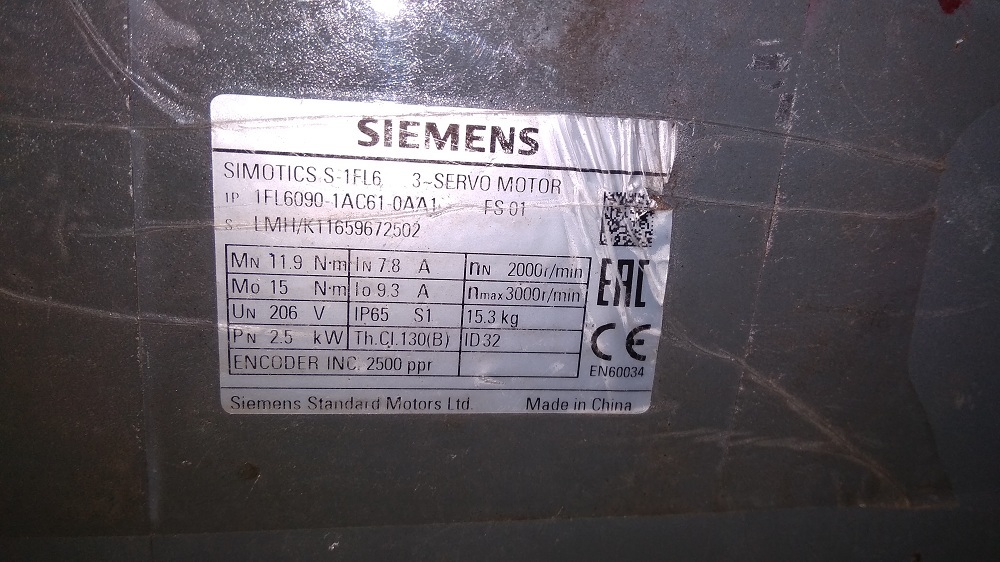 SIEMENS
SIMOTICS S-1FL6 3~SERVO MOTOR
1P 1FL6090-1AC61-0AA1 FS 01
S LMH/K11659672502
MN 11.9 N·m IN 7.8 A nN 2000r/min
Mo 15 N·m Io 9.3 A nmax 3000r/min
UN 206 V IP65 S1 15.3 kg
PN 2.5 kW Th.Cl.130(B) ID32
ENCODER INC. 2500 ppr
EAC
CE
EN60034
Siemens Standard Motors Ltd. Made in China